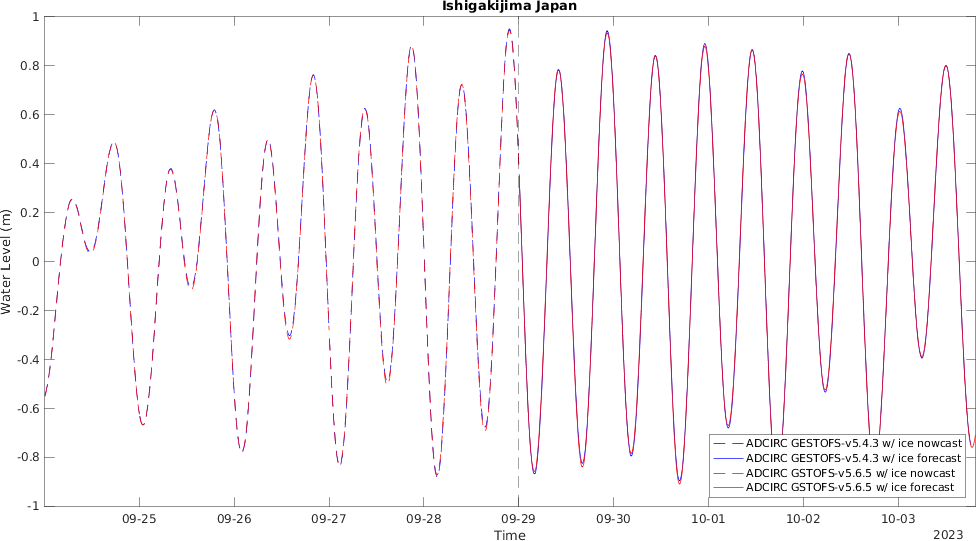 Ishigakijima Japan
1
0.8
0.6
0.4
0.2
0
-0.2
-0.4
-0.6
-0.8
-1
Water Level (m)
ADCIRC GESTOFS-v5.4.3 w/ ice nowcast
ADCIRC GESTOFS-v5.4.3 w/ ice forecast
ADCIRC GSTOFS-v5.6.5 w/ ice nowcast
ADCIRC GSTOFS-v5.6.5 w/ ice forecast
09-25 09-26 09-27 09-28 09-29 09-30 10-01 10-02 10-03
Time
2023